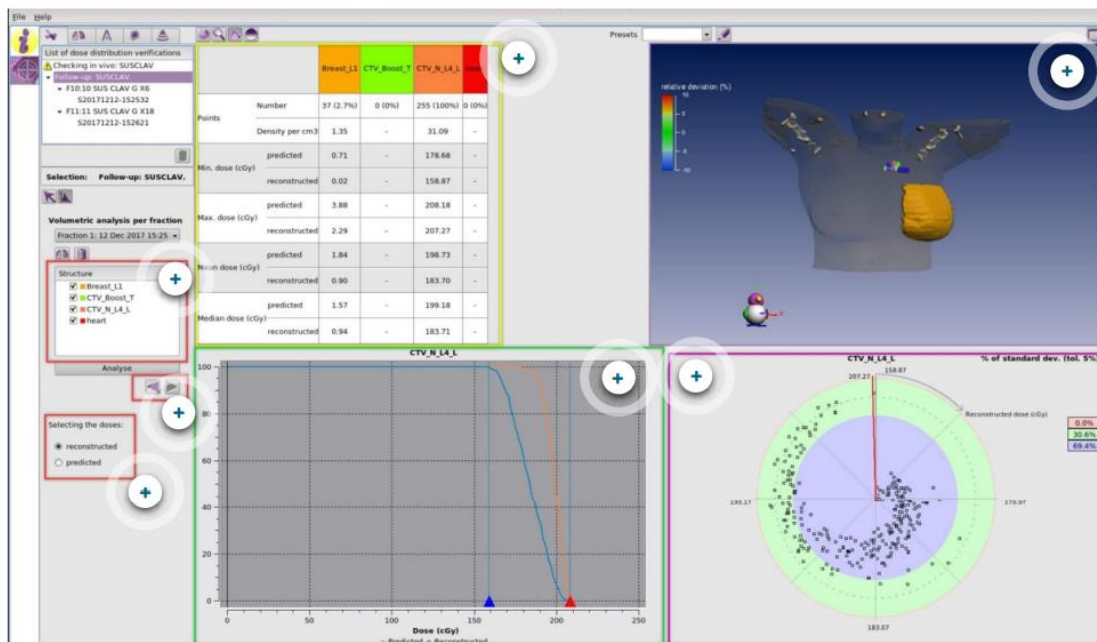 File Help
Presets
List of dose distribution verifications
Checking in vivo: SUSCLAV
Follow-up: SUSCLAV
F10:10 SUS CLAV G X6
S20171212-152532
F11:11 SUS CLAV G X18
S20171212-152621
Selection: Follow-up: SUSCLAV.
Volumetric analysis per fraction
Fraction 1: 12 Dec 2017 15:25
Structure
Breast_L1
CTV_Boost_T
CTV_N_L4_L
heart
Analyse
Selecting the doses:
reconstructed
predicted
Breast_L1 CTV_Boost_T CTV_N_L4_L
Points Number 37 (2.7%) 0 (0%) 255 (100%) 0 (0%)
Density per cm3 1.35 - 31.09 -
Min. dose (cGy) predicted 0.71 - 178.68 -
reconstructed 0.02 - 158.87 -
Max. dose (cGy) predicted 3.88 - 208.18 -
reconstructed 2.29 - 207.27 -
Mean dose (cGy) predicted 1.84 - 198.73 -
reconstructed 0.90 - 183.70 -
Median dose (cGy) predicted 1.57 - 199.18 -
reconstructed 0.94 - 183.71 -
relative deviation (%)
10
5
0
-5
-10
CTV_N_L4_L
100
80
60
40
20
0
0 50 100 150 200 250
Dose (cGy)
Predicted Reconstructed
CTV_N_L4_L % of standard dev. (tol. 5%)
207.27 158.87
Reconstructed dose (cGy)
0.0%
30.6%
69.4%
170.97
183.07